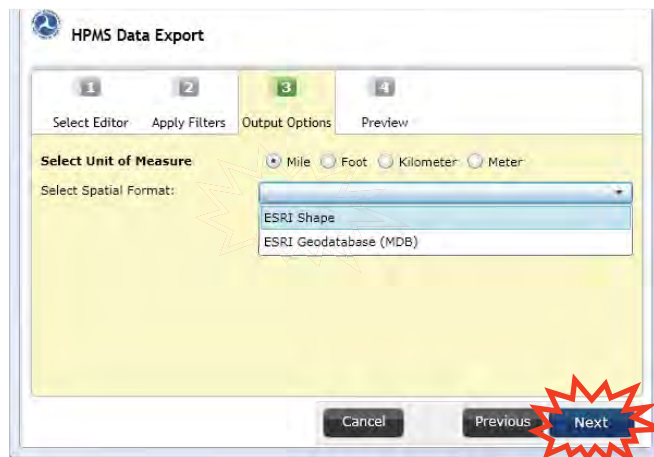 HPMS Data Export
1 2 3 4
Select Editor Apply Filters Output Options Preview
Select Unit of Measure Mile Foot Kilometer Meter
Select Spatial Format:
ESRI Shape
ESRI Geodatabase (MDB)
Cancel Previous Next